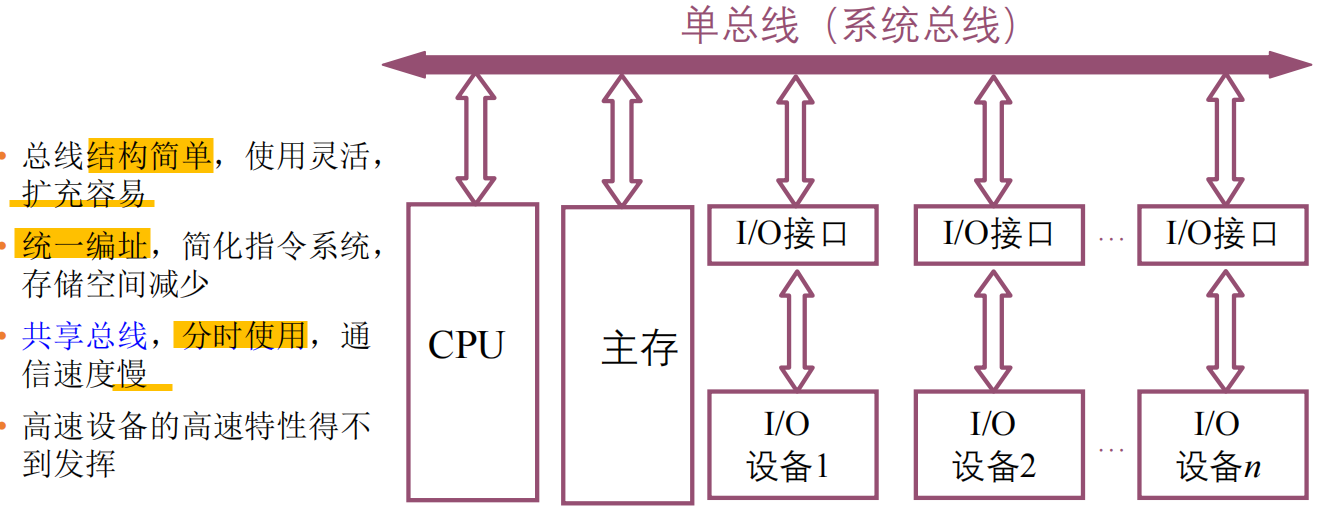 单总线（系统总线）
• 总线结构简单，使用灵活，
扩充容易
• 统一编址，简化指令系统，
存储空间减少
• 共享总线，分时使用，通
信速度慢
• 高速设备的高速特性得不
到发挥
CPU
主存
I/O接口
I/O接口
…
I/O接口
I/O
设备1
I/O
设备2
…
I/O
设备n